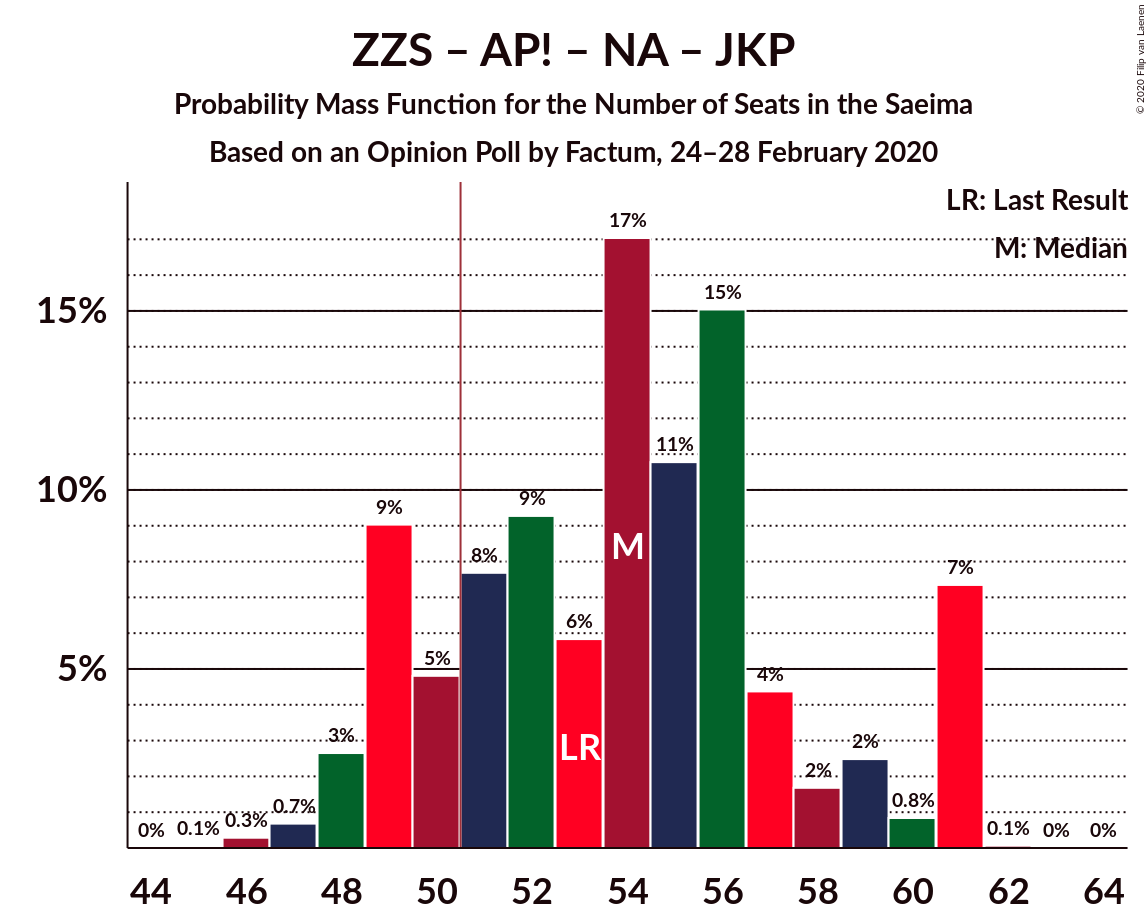 ZZS – AP! – NA – JKP
Probability Mass Function for the Number of Seats in the Saeima
Based on an Opinion Poll by Factum, 24–28 February 2020
© 2020 Filip van Laenen
LR: Last Result
M: Median
15%
10%
5%
0%
0.1%
0.3%
0.7%
3%
9%
5%
8%
9%
6%
17%
11%
15%
4%
2%
2%
0.8%
7%
0.1%
0%
0%
M
LR
44 46 48 50 52 54 56 58 60 62 64